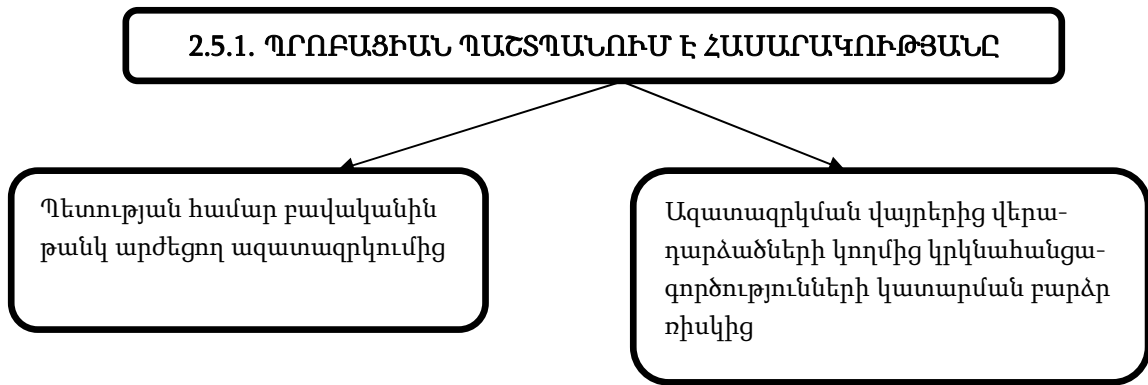 2.5.1. ՊՐՈԲԱՑԻԱՆ ՊԱՇՏՊԱՆՈՒՄ Է ՀԱՍԱՐԱԿՈՒԹՅԱՆԸ
Պետության համար բավականին
թանկ արժեցող ազատազրկումից
Ազատազրկման վայրերից վերա-
դարձածների կողմից կրկնահանցա-
գործությունների կատարման բարձր
ռիսկից